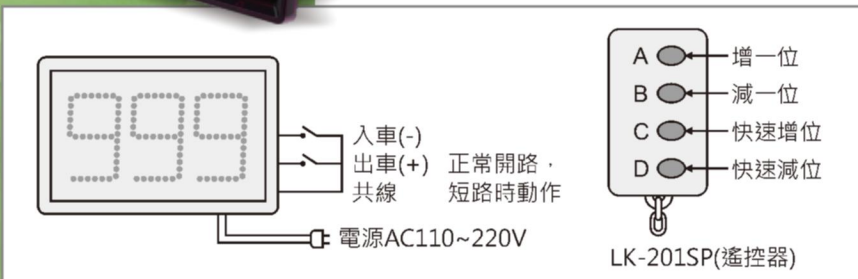 999
入車(-)
出車(+) 正常開路，
共線 短路時動作
電源AC110~220V
A 增一位
B 減一位
C 快速增位
D 快速減位
LK-201SP(遙控器)